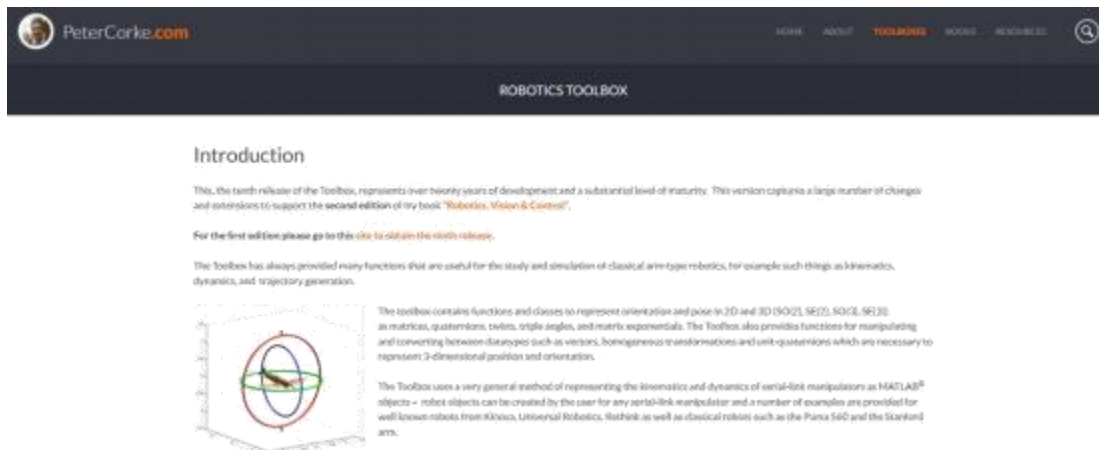 PeterCorke.com
HOME ABOUT TOOLBOXES BOOKS RESOURCES
ROBOTICS TOOLBOX
Introduction
This, the tenth release of the Toolbox, represents over twenty years of development and a substantial level of maturity. This version captures a large number of changes
and extensions to support the second edition of my book "Robotics, Vision & Control".
For the first edition please go to this site to obtain the ninth release.
The Toolbox has always provided many functions that are useful for the study and simulation of classical arm-type robotics, for example such things as kinematics,
dynamics, and trajectory generation.
The toolbox contains functions and classes to represent orientation and pose in 2D and 3D (SO(2), SE(2), SO(3), SE(3))
as matrices, quaternions, twists, triple angles, and matrix exponentials. The Toolbox also provides functions for manipulating
and converting between datatypes such as vectors, homogeneous transformations and unit-quaternions which are necessary to
represent 3-dimensional position and orientation.
The Toolbox uses a very general method of representing the kinematics and dynamics of serial-link manipulators as MATLAB®
objects – robot objects can be created by the user for any serial-link manipulator and a number of examples are provided for
well known robots from Kinova, Universal Robotics, Rethink as well as classical robots such as the Puma 560 and the Stanford
arm.